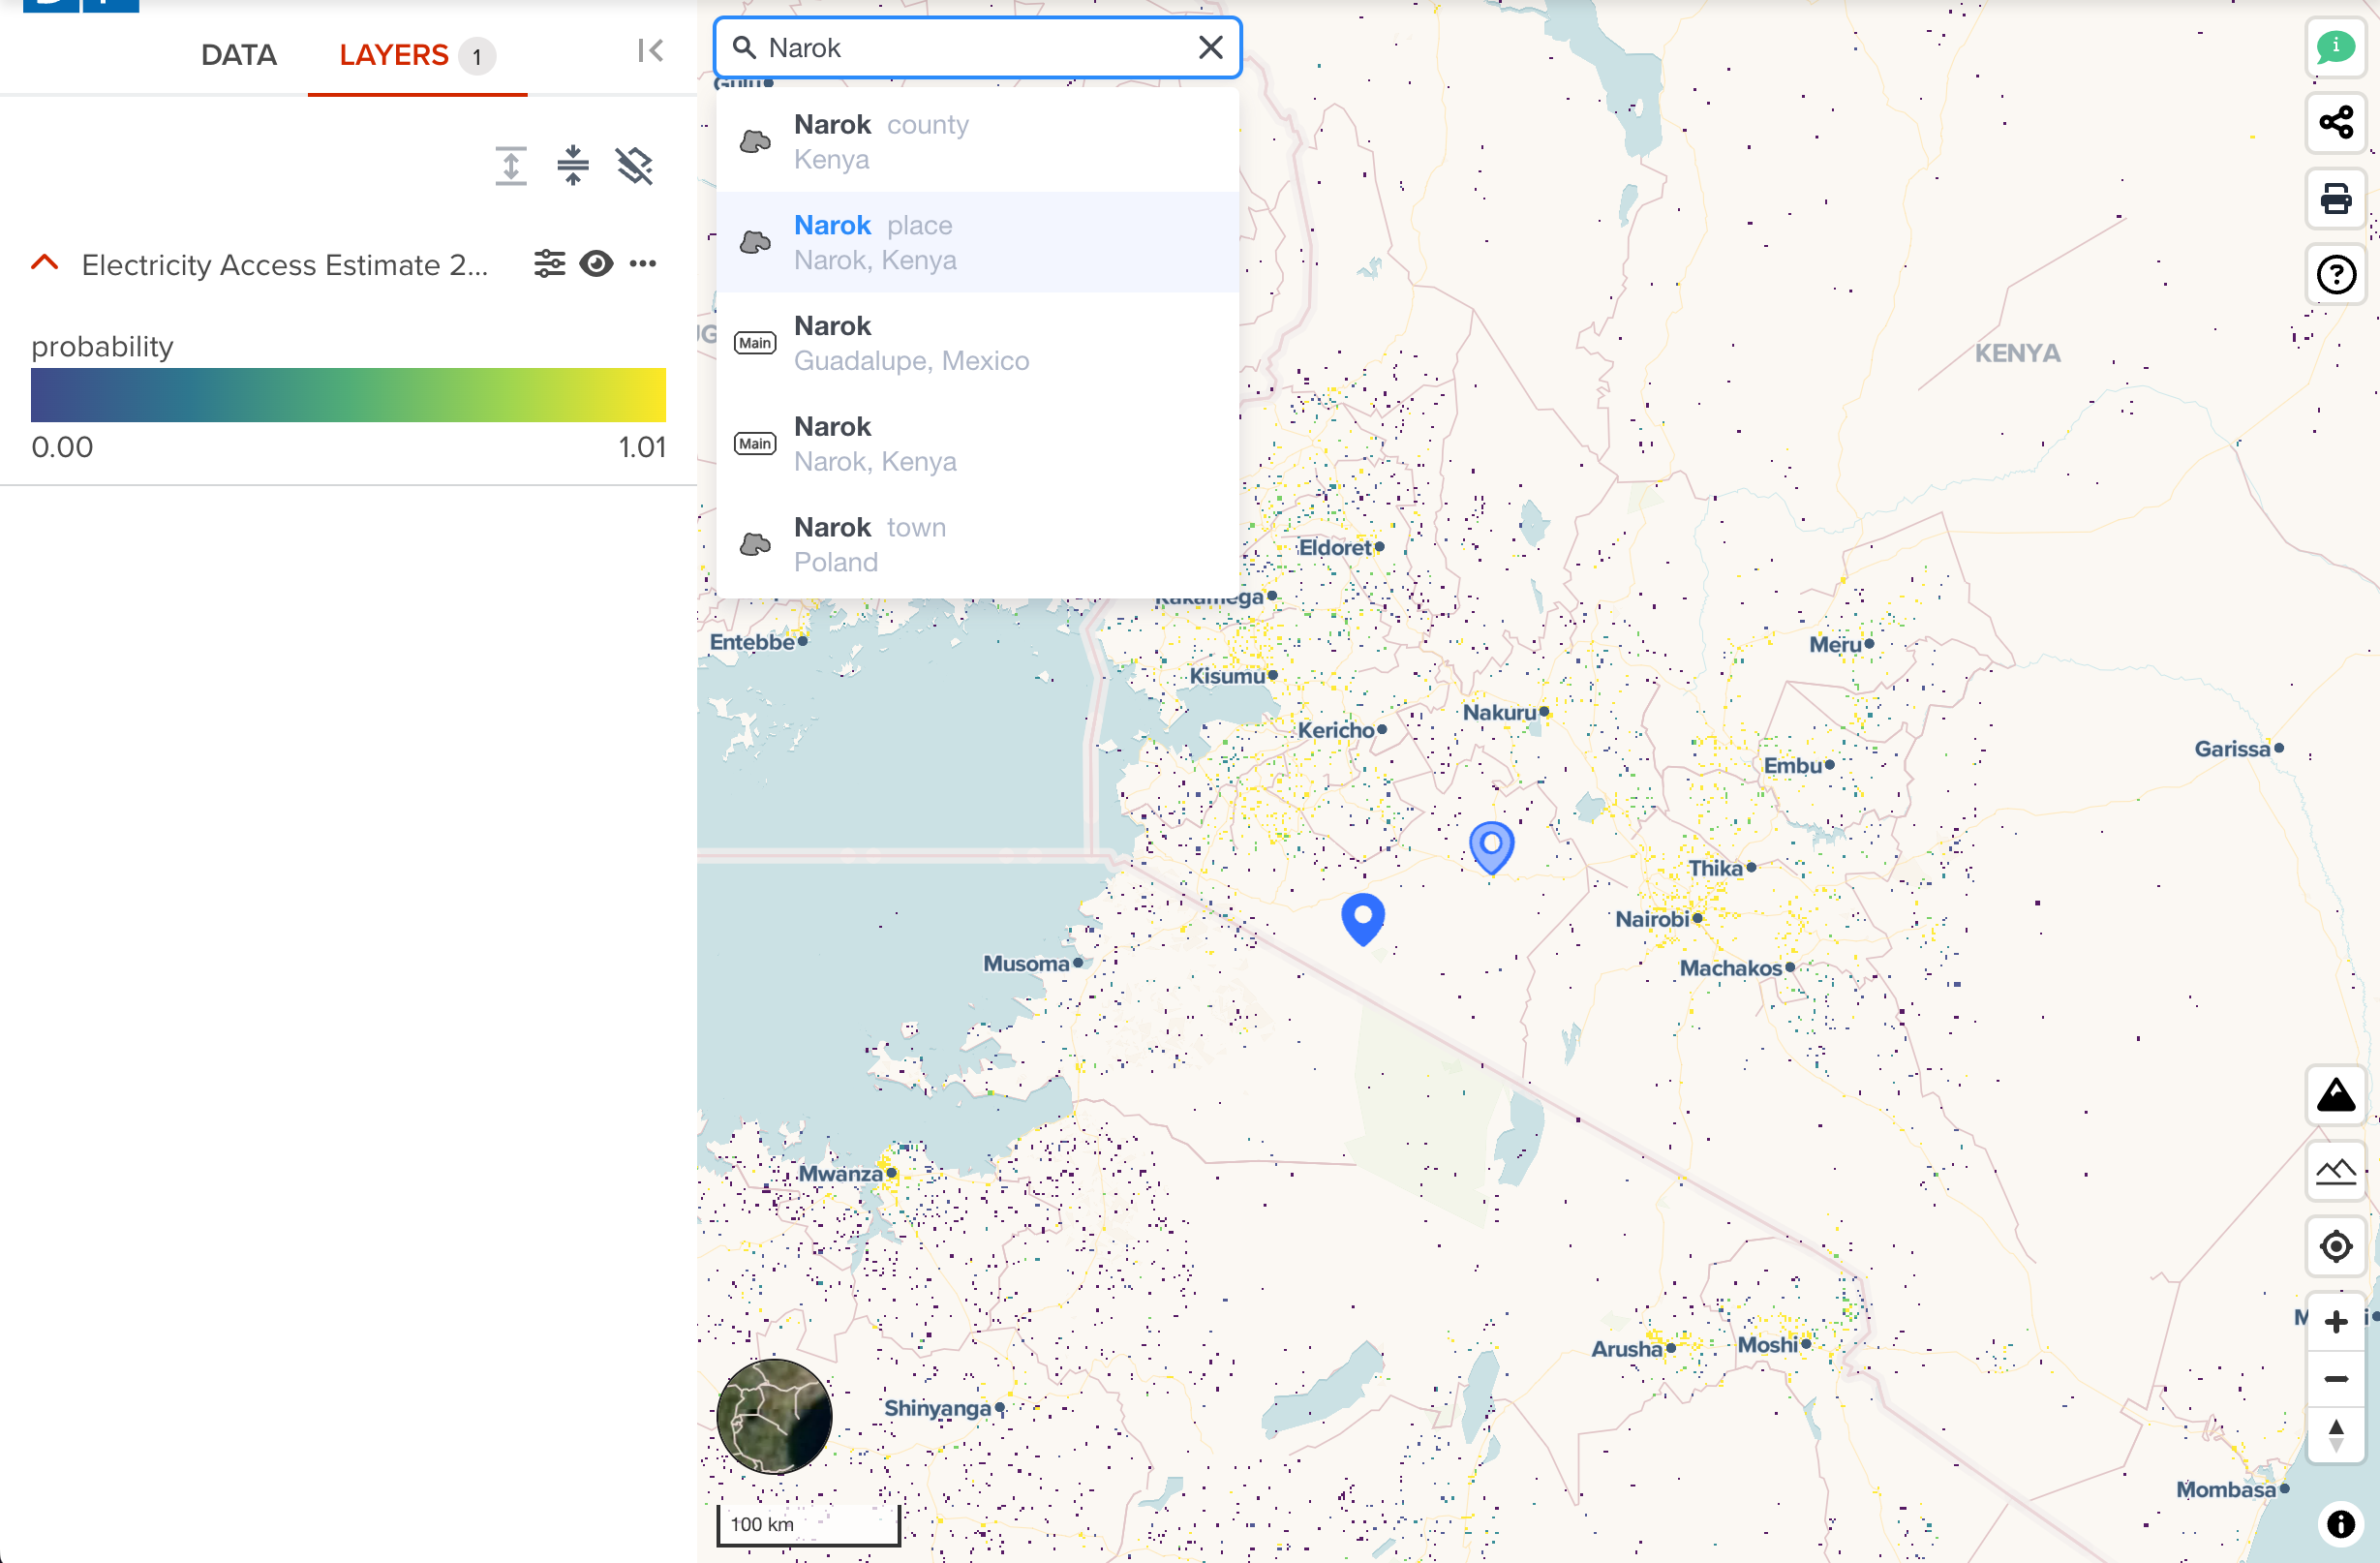 DATA
LAYERS 1
Electricity Access Estimate 2...
probability
0.00
1.01
Narok
Gulu
Narok county
Kenya
Narok place
Narok, Kenya
Main
Narok
Guadalupe, Mexico
Main
Narok
Narok, Kenya
Narok town
Poland
KENYA
Eldoret
Kakamega
Entebbe
Meru
Kisumu
Nakuru
Kericho
Garissa
Embu
Thika
Nairobi
Musoma
Machakos
Mwanza
Arusha
Moshi
Shinyanga
Mombasa
100 km